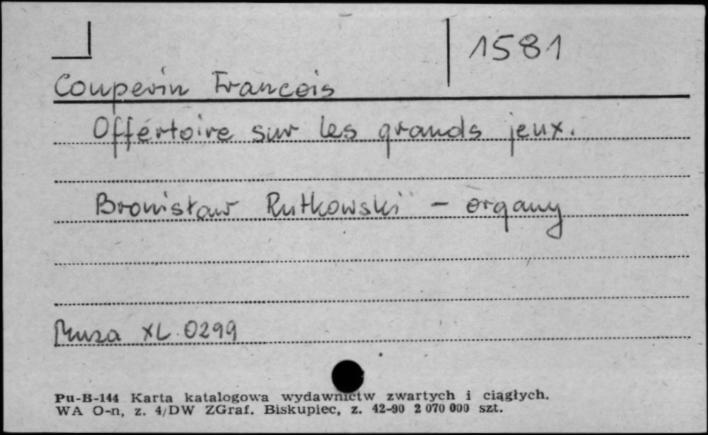 1581
Couperin Francois
Offertoire sur les grands jeux.
Bronisław Rutkowski - organy
Muza XL 0299
Pu-B-144 Karta katalogowa wydawnictw zwartych i ciągłych.
WA O-n, z. 4/DW ZGraf. Biskupiec, z. 42-90 2 070 000 szt.